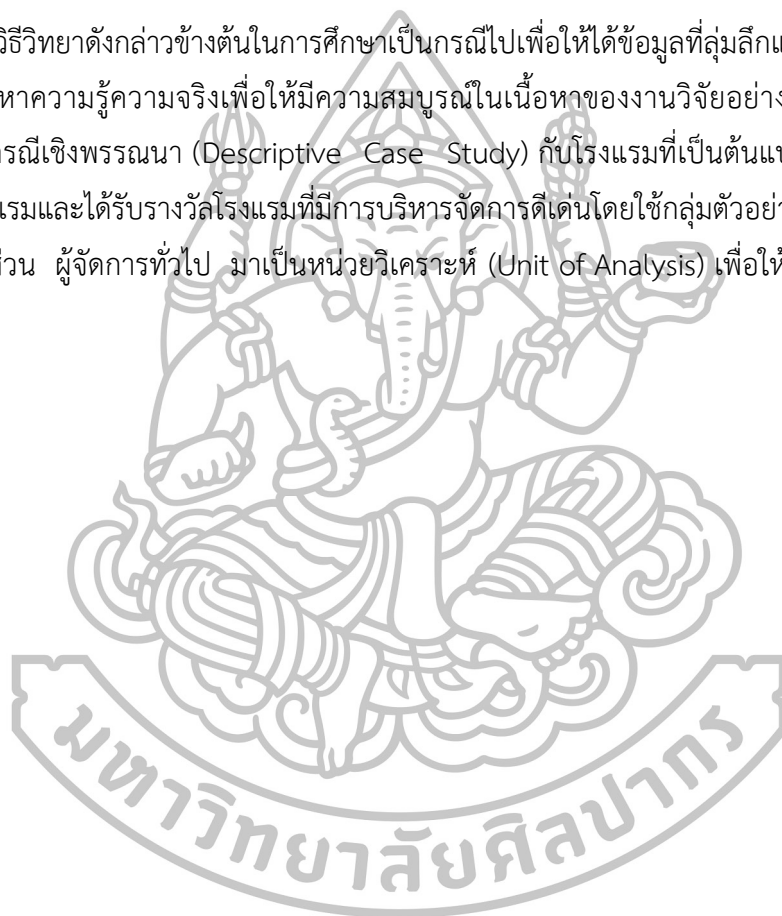 วิธีวิทยาดังกล่าวข้างต้นในการศึกษาเป็นกรณีไปเพื่อให้ได้ข้อมูลที่ลุ่มลึกแ
หาความรู้ความจริงเพื่อให้มีความสมบูรณ์ในเนื้อหาของงานวิจัยอย่าง
รณีเชิงพรรณนา (Descriptive Case Study) กับโรงแรมที่เป็นต้นแบ
แรมและได้รับรางวัลโรงแรมที่มีการบริหารจัดการดีเด่นโดยใช้กลุ่มตัวอย่า
ส่วน ผู้จัดการทั่วไป มาเป็นหน่วยวิเคราะห์ (Unit of Analysis) เพื่อให้
มหาวิทยาลัยศิลปากร